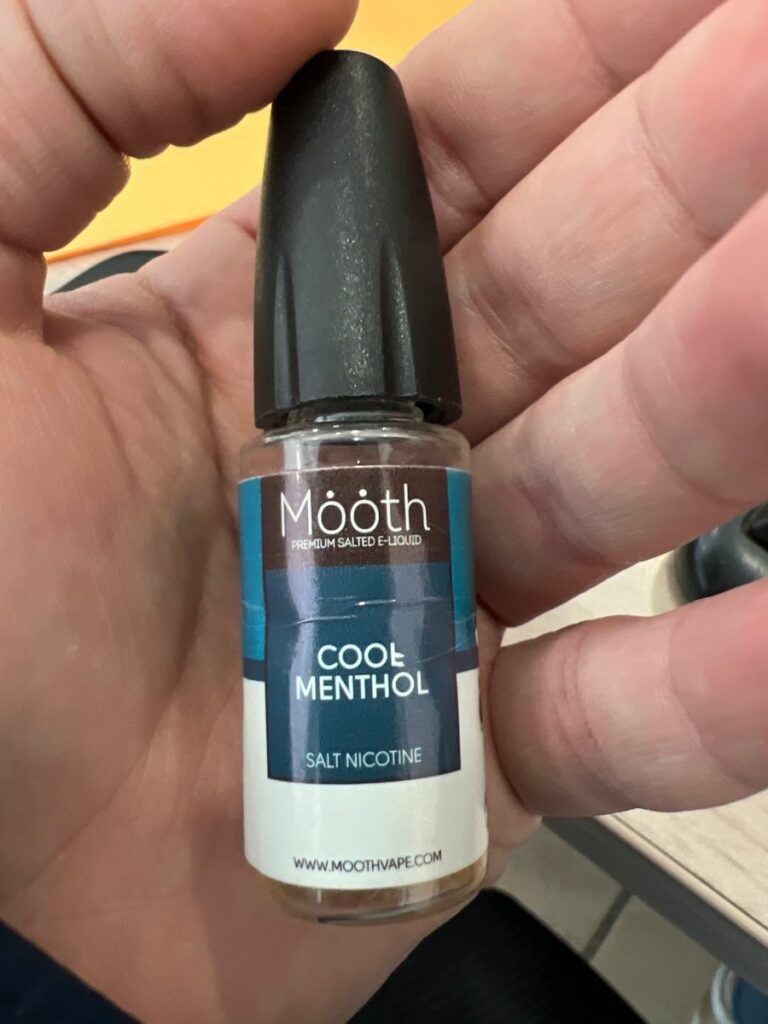 Mööth
PREMIUM SALTED E-LIQUID
COOL
MENTHOL
SALT NICOTINE
WWW.MOOTHVAPE.COM